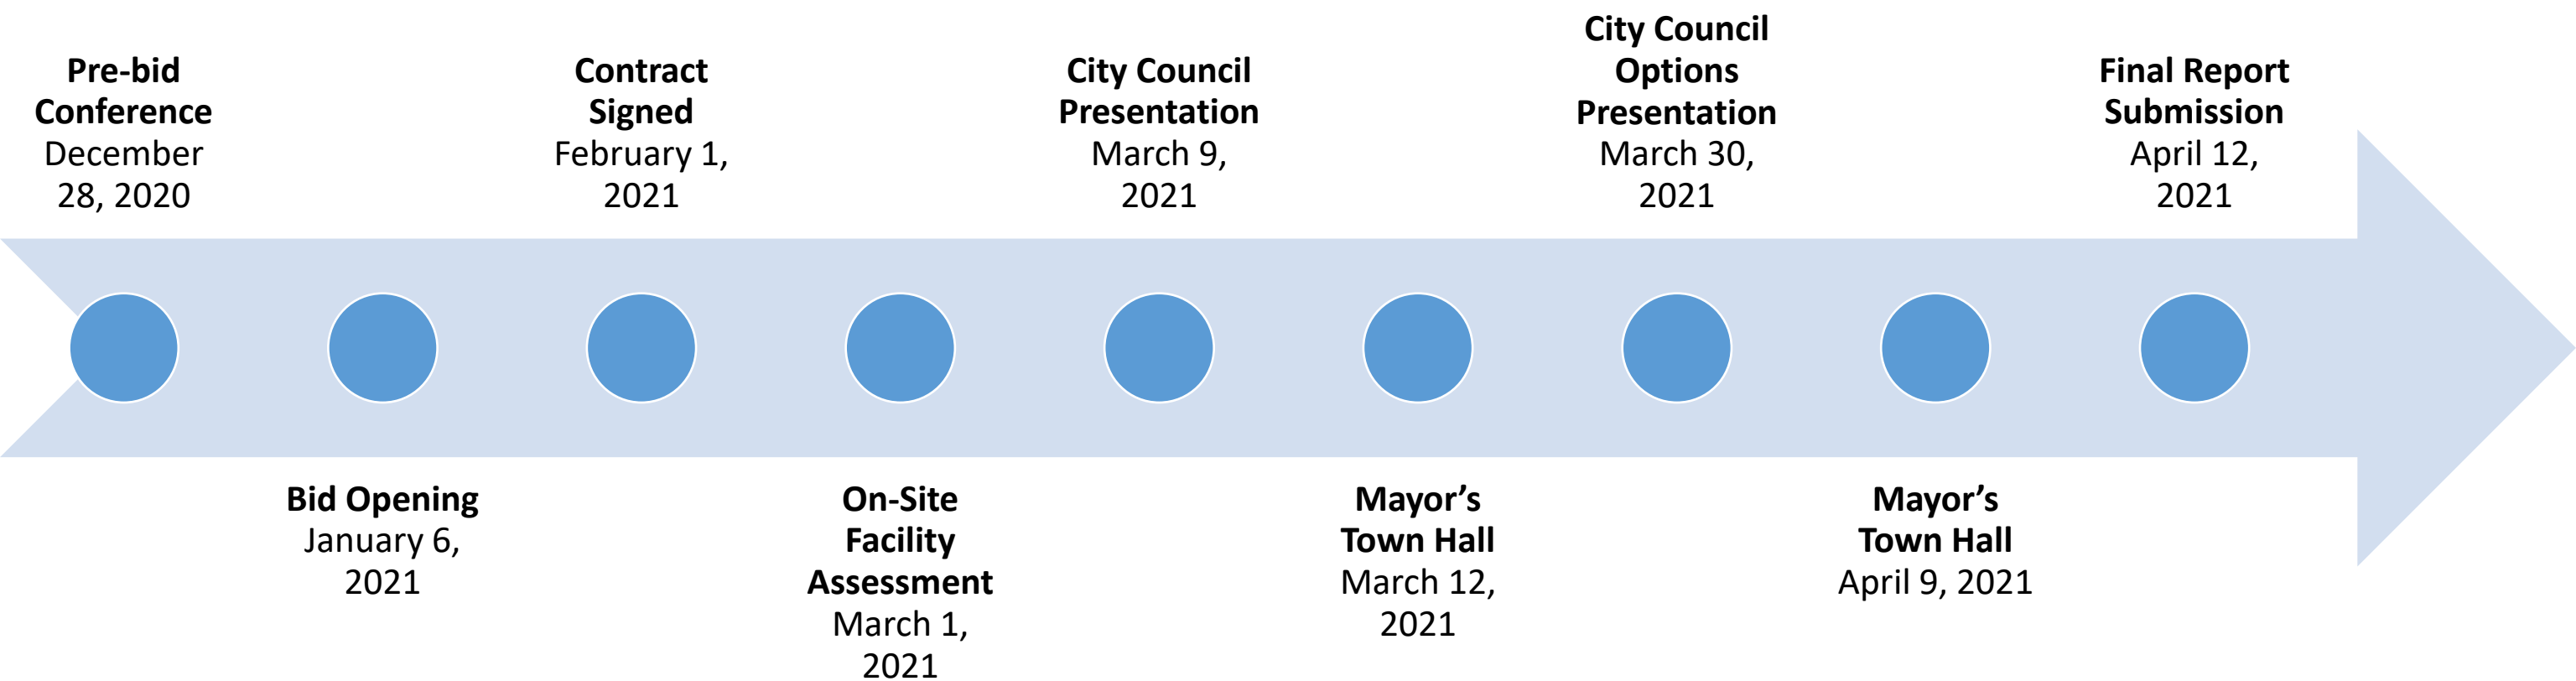 Pre-bid
Conference
December
28, 2020
Bid Opening
January 6,
2021
Contract
Signed
February 1,
2021
On-Site
Facility
Assessment
March 1,
2021
City Council
Presentation
March 9,
2021
Mayor’s
Town Hall
March 12,
2021
City Council
Options
Presentation
March 30,
2021
Mayor’s
Town Hall
April 9, 2021
Final Report
Submission
April 12,
2021